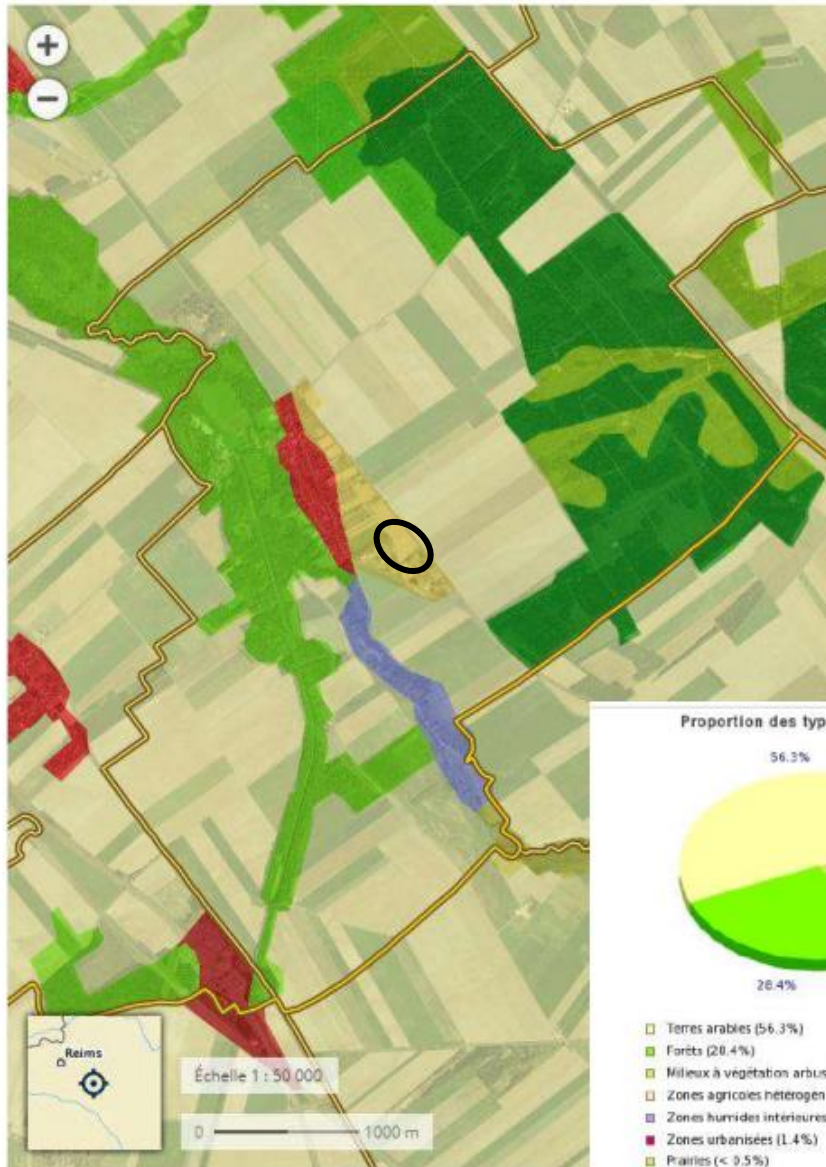 +
−
Proportion des typ
56.3%
28.4%
Terres arables (56.3%)
Forêts (28.4%)
Milieux à végétation arbus
Zones agricoles hétérogèn
Zones humides intérieures
Zones urbanisées (1.4%)
Prairies (< 0.5%)
Reims
Échelle 1 : 50 000
0 1000 m